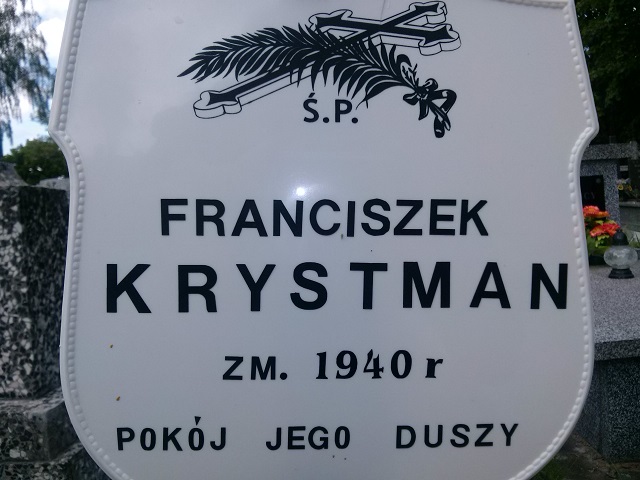 Ś.P.
FRANCISZEK
KRYSTMAN
ZM. 1940 r
POKÓJ JEGO DUSZY